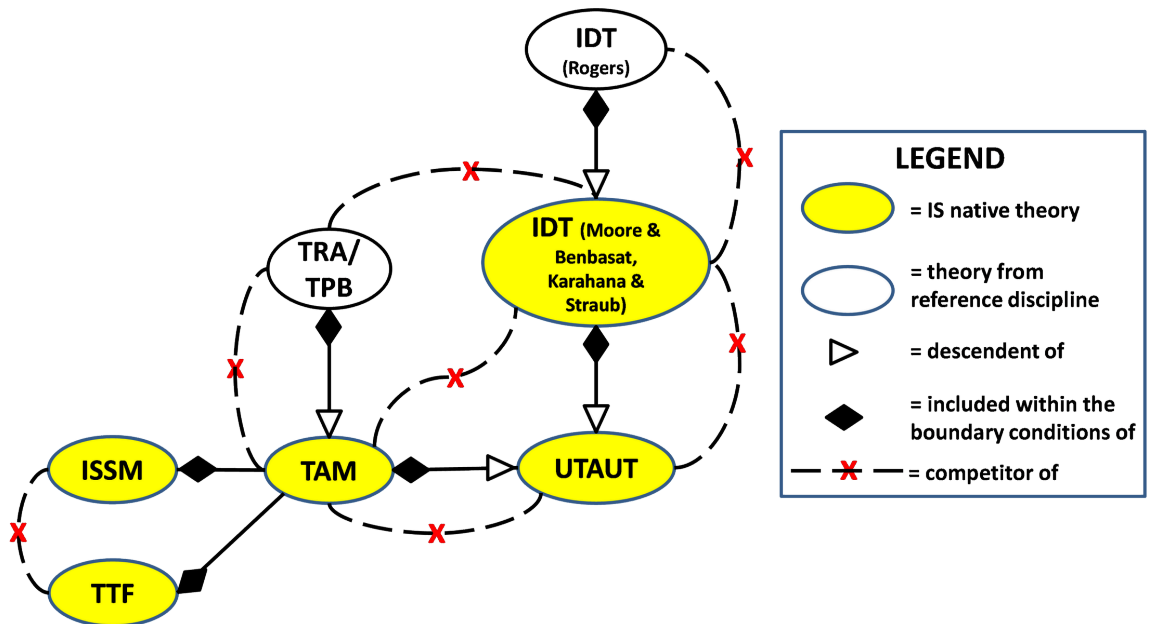 IDT
(Rogers)
X
X
LEGEND
= IS native theory
= theory from
reference discipline
= descendent of
= included within the
boundary conditions of
X = competitor of
IDT (Moore &
Benbasat,
Karahana &
Straub)
TRA/
TPB
X
X
X
ISSM
TAM
UTAUT
X
X
TTF